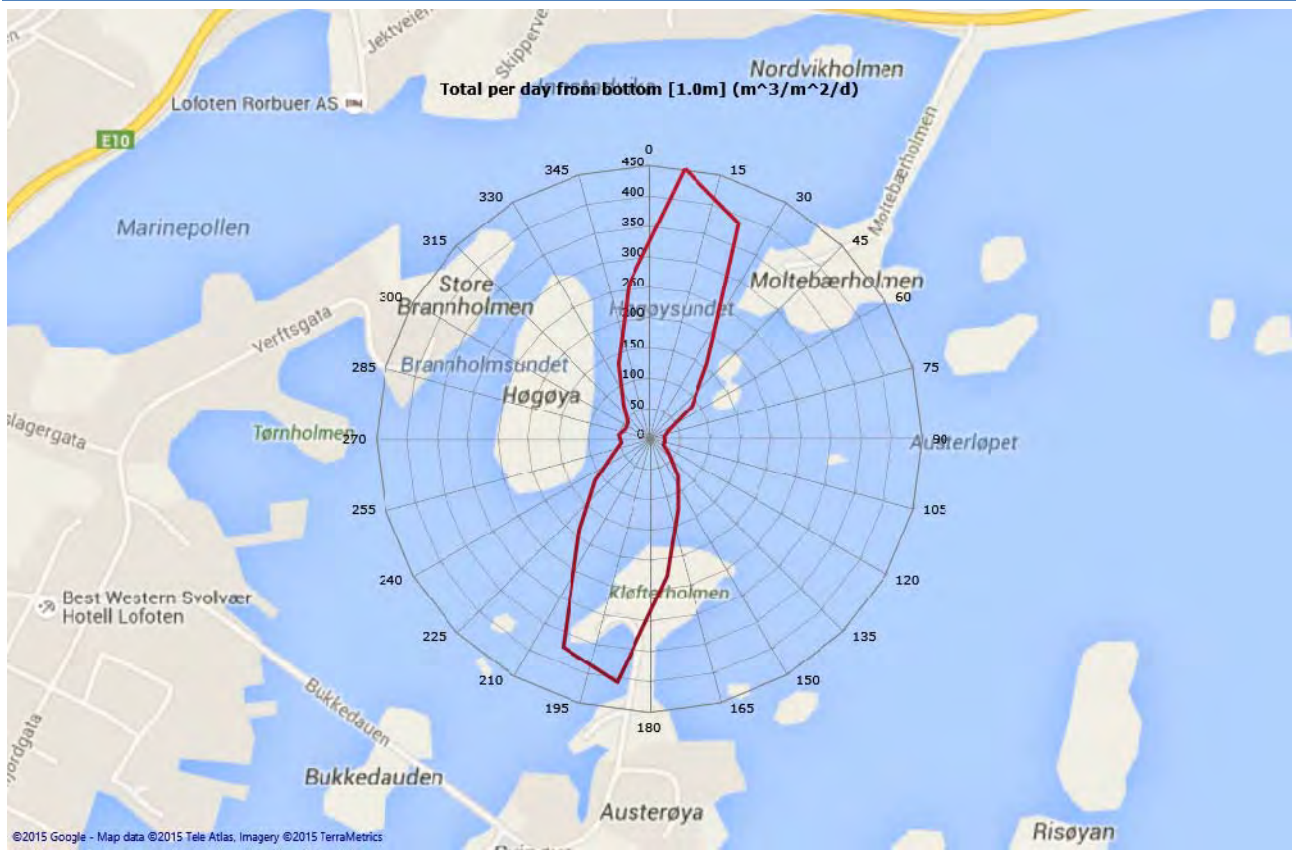 Jektveien
Skipperve
Nordvikholmen
Total per day from bottom [1.0m] (m^3/m^2/d)
Lofoten Rorbuer AS
E10
Moltebærholmen
0
450
345
15
400
330
30
350
Marinepollen
315
300
45
250
Store
Brannholmen
Moltebærholmen
300
60
200
Høgøysundet
Verftsgata
150
Brannholmsundet
285
75
100
Høgøya
50
slagergata
Tørnholmen
270
0
90
Austerløpet
255
105
240
120
Kløfterholmen
Best Western Svolvær
Hotell Lofoten
225
135
210
150
195
165
180
Bukkedauen
jordgata
Bukkedauden
Austerøya
Risøyan
©2015 Google - Map data ©2015 Tele Atlas, Imagery ©2015 TerraMetrics